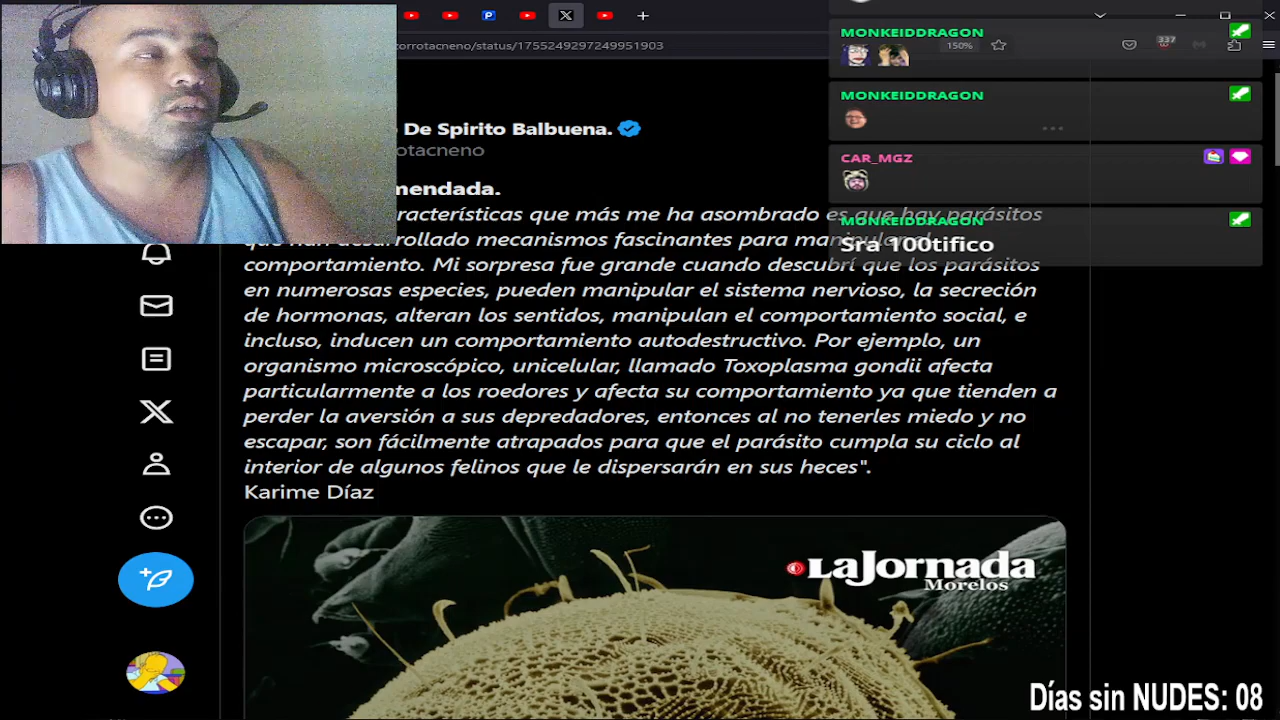 orrotacneno/status/1755249297249951903
150%
337
De Spirito Balbuena.
otacneno
mendada.
racterísticas que más me ha asombrado es que hay parásitos
que han desarrollado mecanismos fascinantes para manipular el
comportamiento. Mi sorpresa fue grande cuando descubrí que los parásitos
en numerosas especies, pueden manipular el sistema nervioso, la secreción
de hormonas, alteran los sentidos, manipulan el comportamiento social, e
incluso, inducen un comportamiento autodestructivo. Por ejemplo, un
organismo microscópico, unicelular, llamado Toxoplasma gondii afecta
particularmente a los roedores y afecta su comportamiento ya que tienden a
perder la aversión a sus depredadores, entonces al no tenerles miedo y no
escapar, son fácilmente atrapados para que el parásito cumpla su ciclo al
interior de algunos felinos que le dispersarán en sus heces".
Karime Díaz
LaJornada
Morelos
MONKEIDDRAGON
MONKEIDDRAGON
CAR_MGZ
MONKEIDDRAGON
Sra 100tifico
Días sin NUDES: 08